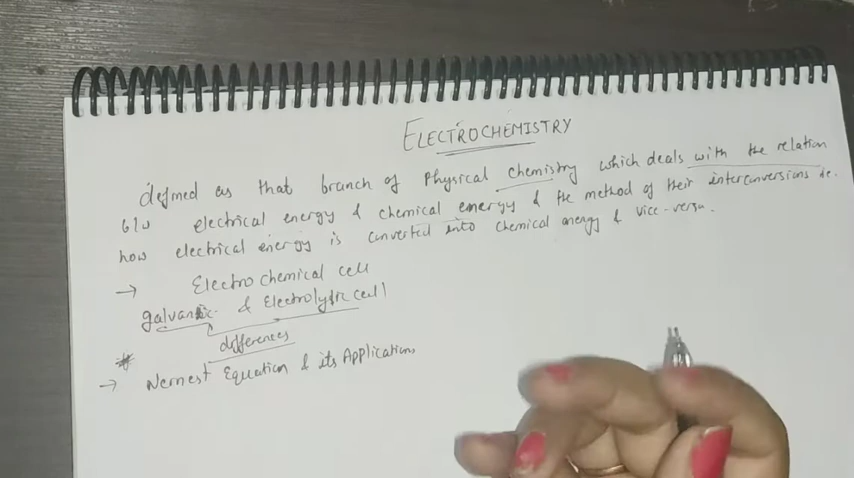 ELECTROCHEMISTRY
defined as that branch of Physical chemistry which deals with the relation
b/w electrical energy & chemical energy & the method of their interconversions i.e.
how electrical energy is converted into chemical energy & vice-versa.
→ Electrochemical cell
galvanic & Electrolytic cell
differences
* 
→ Nernest Equation & its Applications